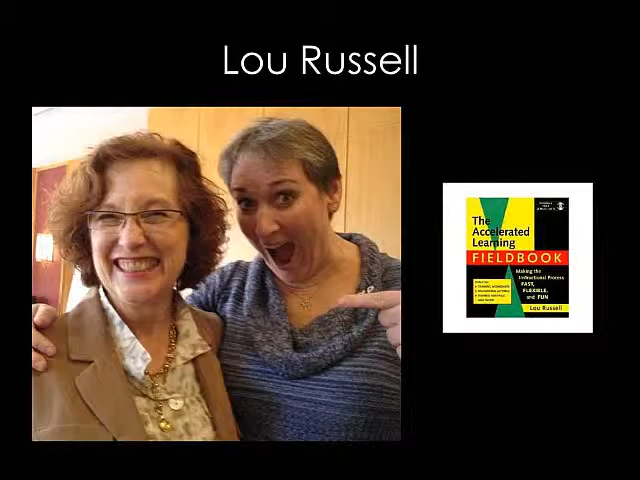 Lou Russell
The
Accelerated
Learning
FIELDBOOK
Making the
Instructional Process
FAST,
FLEXIBLE,
and FUN
Lou Russell